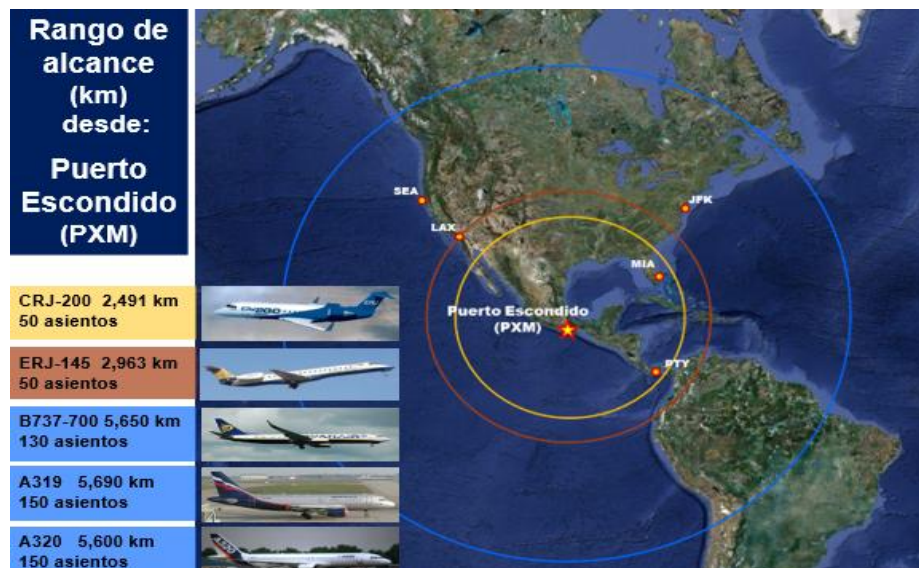 Rango de
alcance
(km)
desde:
Puerto
Escondido
(PXM)
SEA
JFK
LAX
MIA
Puerto Escondido
(PXM)
PTY
CRJ-200 2,491 km
50 asientos
ERJ-145 2,963 km
50 asientos
B737-700 5,650 km
130 asientos
A319 5,690 km
150 asientos
A320 5,600 km
150 asientos